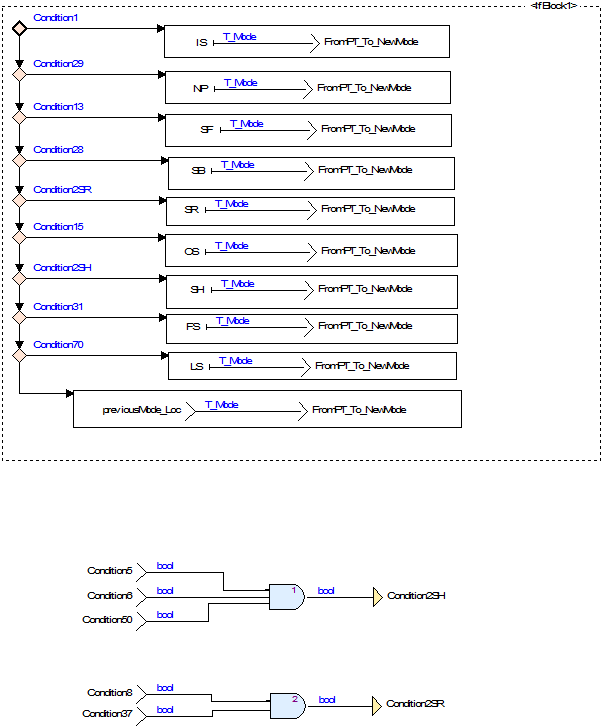 <IfBlock1>
Condition1
IS T_Mode FromPT_To_NewMode
Condition29
NP T_Mode FromPT_To_NewMode
Condition13
SF T_Mode FromPT_To_NewMode
Condition28
SB T_Mode FromPT_To_NewMode
Condition2SR
SR T_Mode FromPT_To_NewMode
Condition15
OS T_Mode FromPT_To_NewMode
Condition2SH
SH T_Mode FromPT_To_NewMode
Condition31
FS T_Mode FromPT_To_NewMode
Condition70
LS T_Mode FromPT_To_NewMode
previousMode_Loc T_Mode FromPT_To_NewMode
Condition5 bool
Condition6 bool 1 bool Condition2SH
Condition50 bool
Condition8 bool 2 bool Condition2SR
Condition37 bool